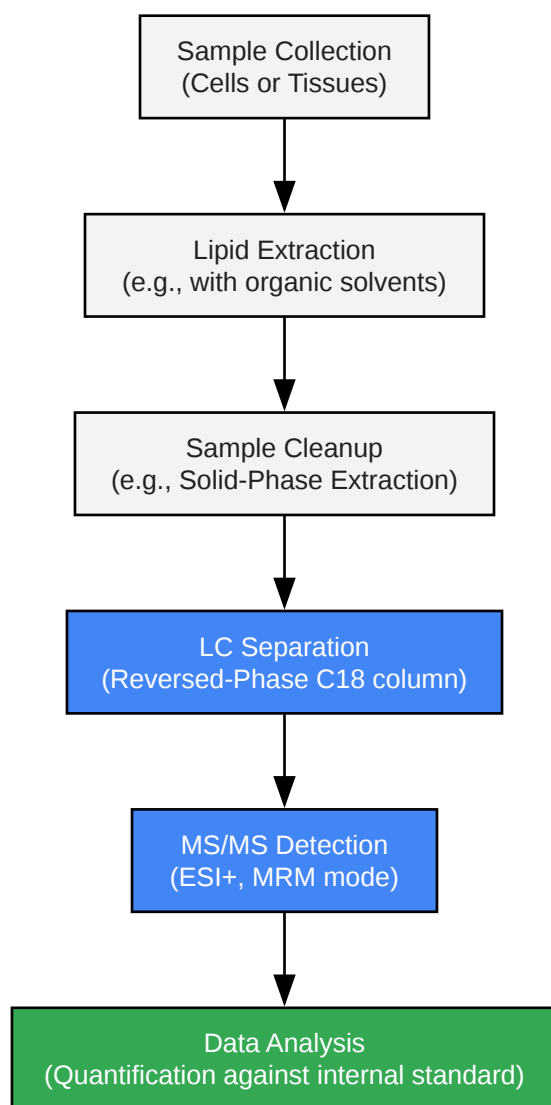 Sample Collection
(Cells or Tissues)
Lipid Extraction
(e.g., with organic solvents)
Sample Cleanup
(e.g., Solid-Phase Extraction)
LC Separation
(Reversed-Phase C18 column)
MS/MS Detection
(ESI+, MRM mode)
Data Analysis
(Quantification against internal standard)